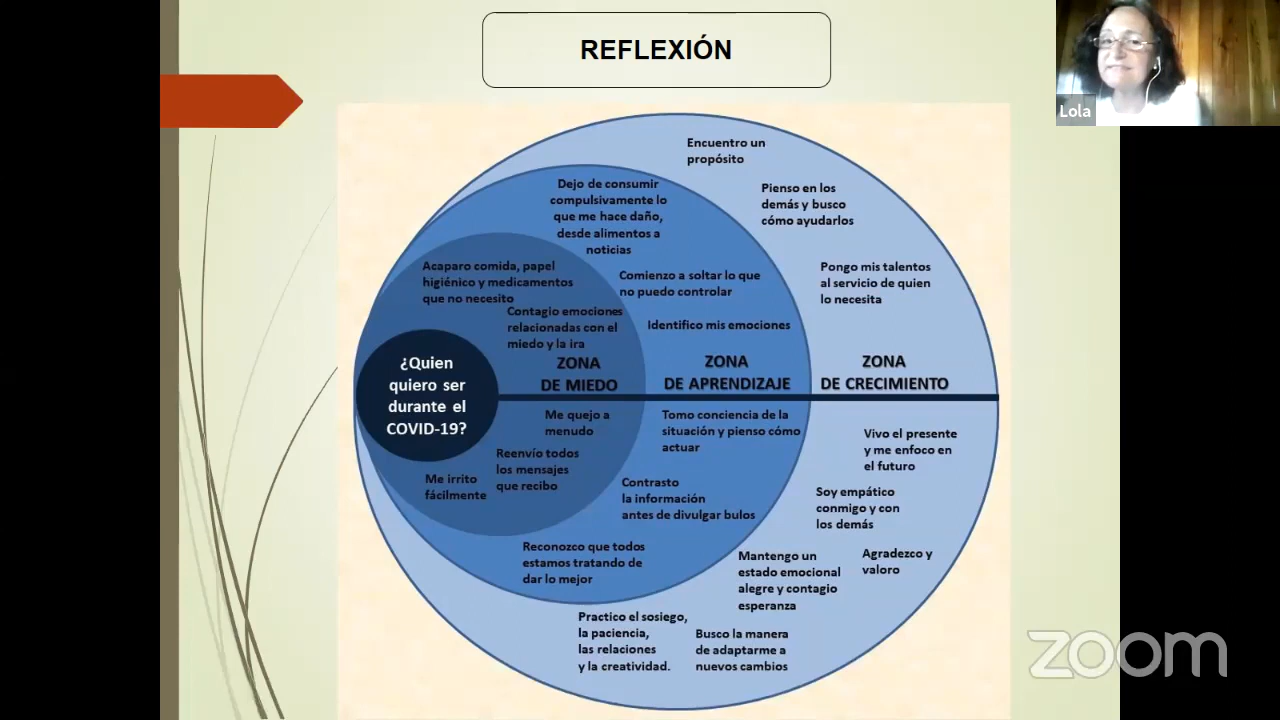 REFLEXIÓN
Lola
Encuentro un
propósito
Pienso en los
demás y busco
cómo ayudarlos
Pongo mis talentos
al servicio de quien
lo necesita
Dejo de consumir
compulsivamente lo
que me hace daño,
desde alimentos a
noticias
Comienzo a soltar lo que
no puedo controlar
Identifico mis emociones
Acaparo comida, papel
higiénico y medicamentos
que no necesito
Contagio emociones
relacionadas con el
miedo y la ira
¿Quien
quiero ser
durante el
COVID-19?
ZONA
DE MIEDO
ZONA
DE APRENDIZAJE
ZONA
DE CRECIMIENTO
Me quejo a
menudo
Reenvío todos
los mensajes
que recibo
Me irrito
fácilmente
Tomo conciencia de la
situación y pienso cómo
actuar
Contrasto
la información
antes de divulgar bulos
Reconozco que todos
estamos tratando de
dar lo mejor
Vivo el presente
y me enfoco en
el futuro
Soy empático
conmigo y con
los demás
Agradezco y
valoro
Mantengo un
estado emocional
alegre y contagio
esperanza
Practico el sosiego,
la paciencia,
las relaciones
y la creatividad.
Busco la manera
de adaptarme a
nuevos cambios
zoom